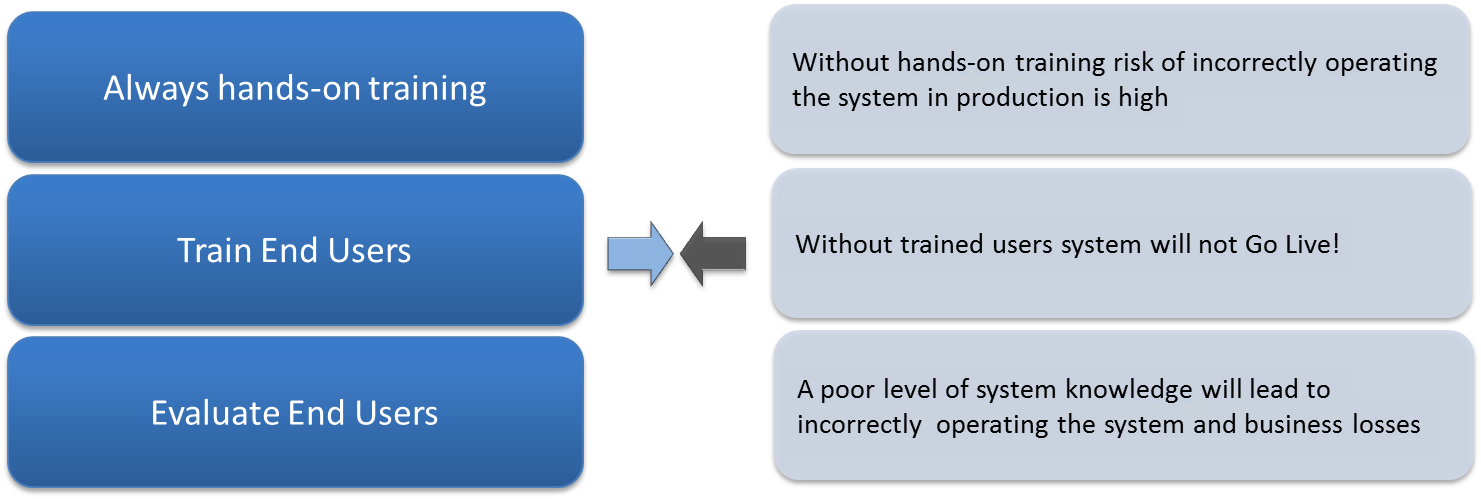 Always hands-on training
Without hands-on training risk of incorrectly operating
the system in production is high
Train End Users
Without trained users system will not Go Live!
Evaluate End Users
A poor level of system knowledge will lead to
incorrectly  operating the system and business losses